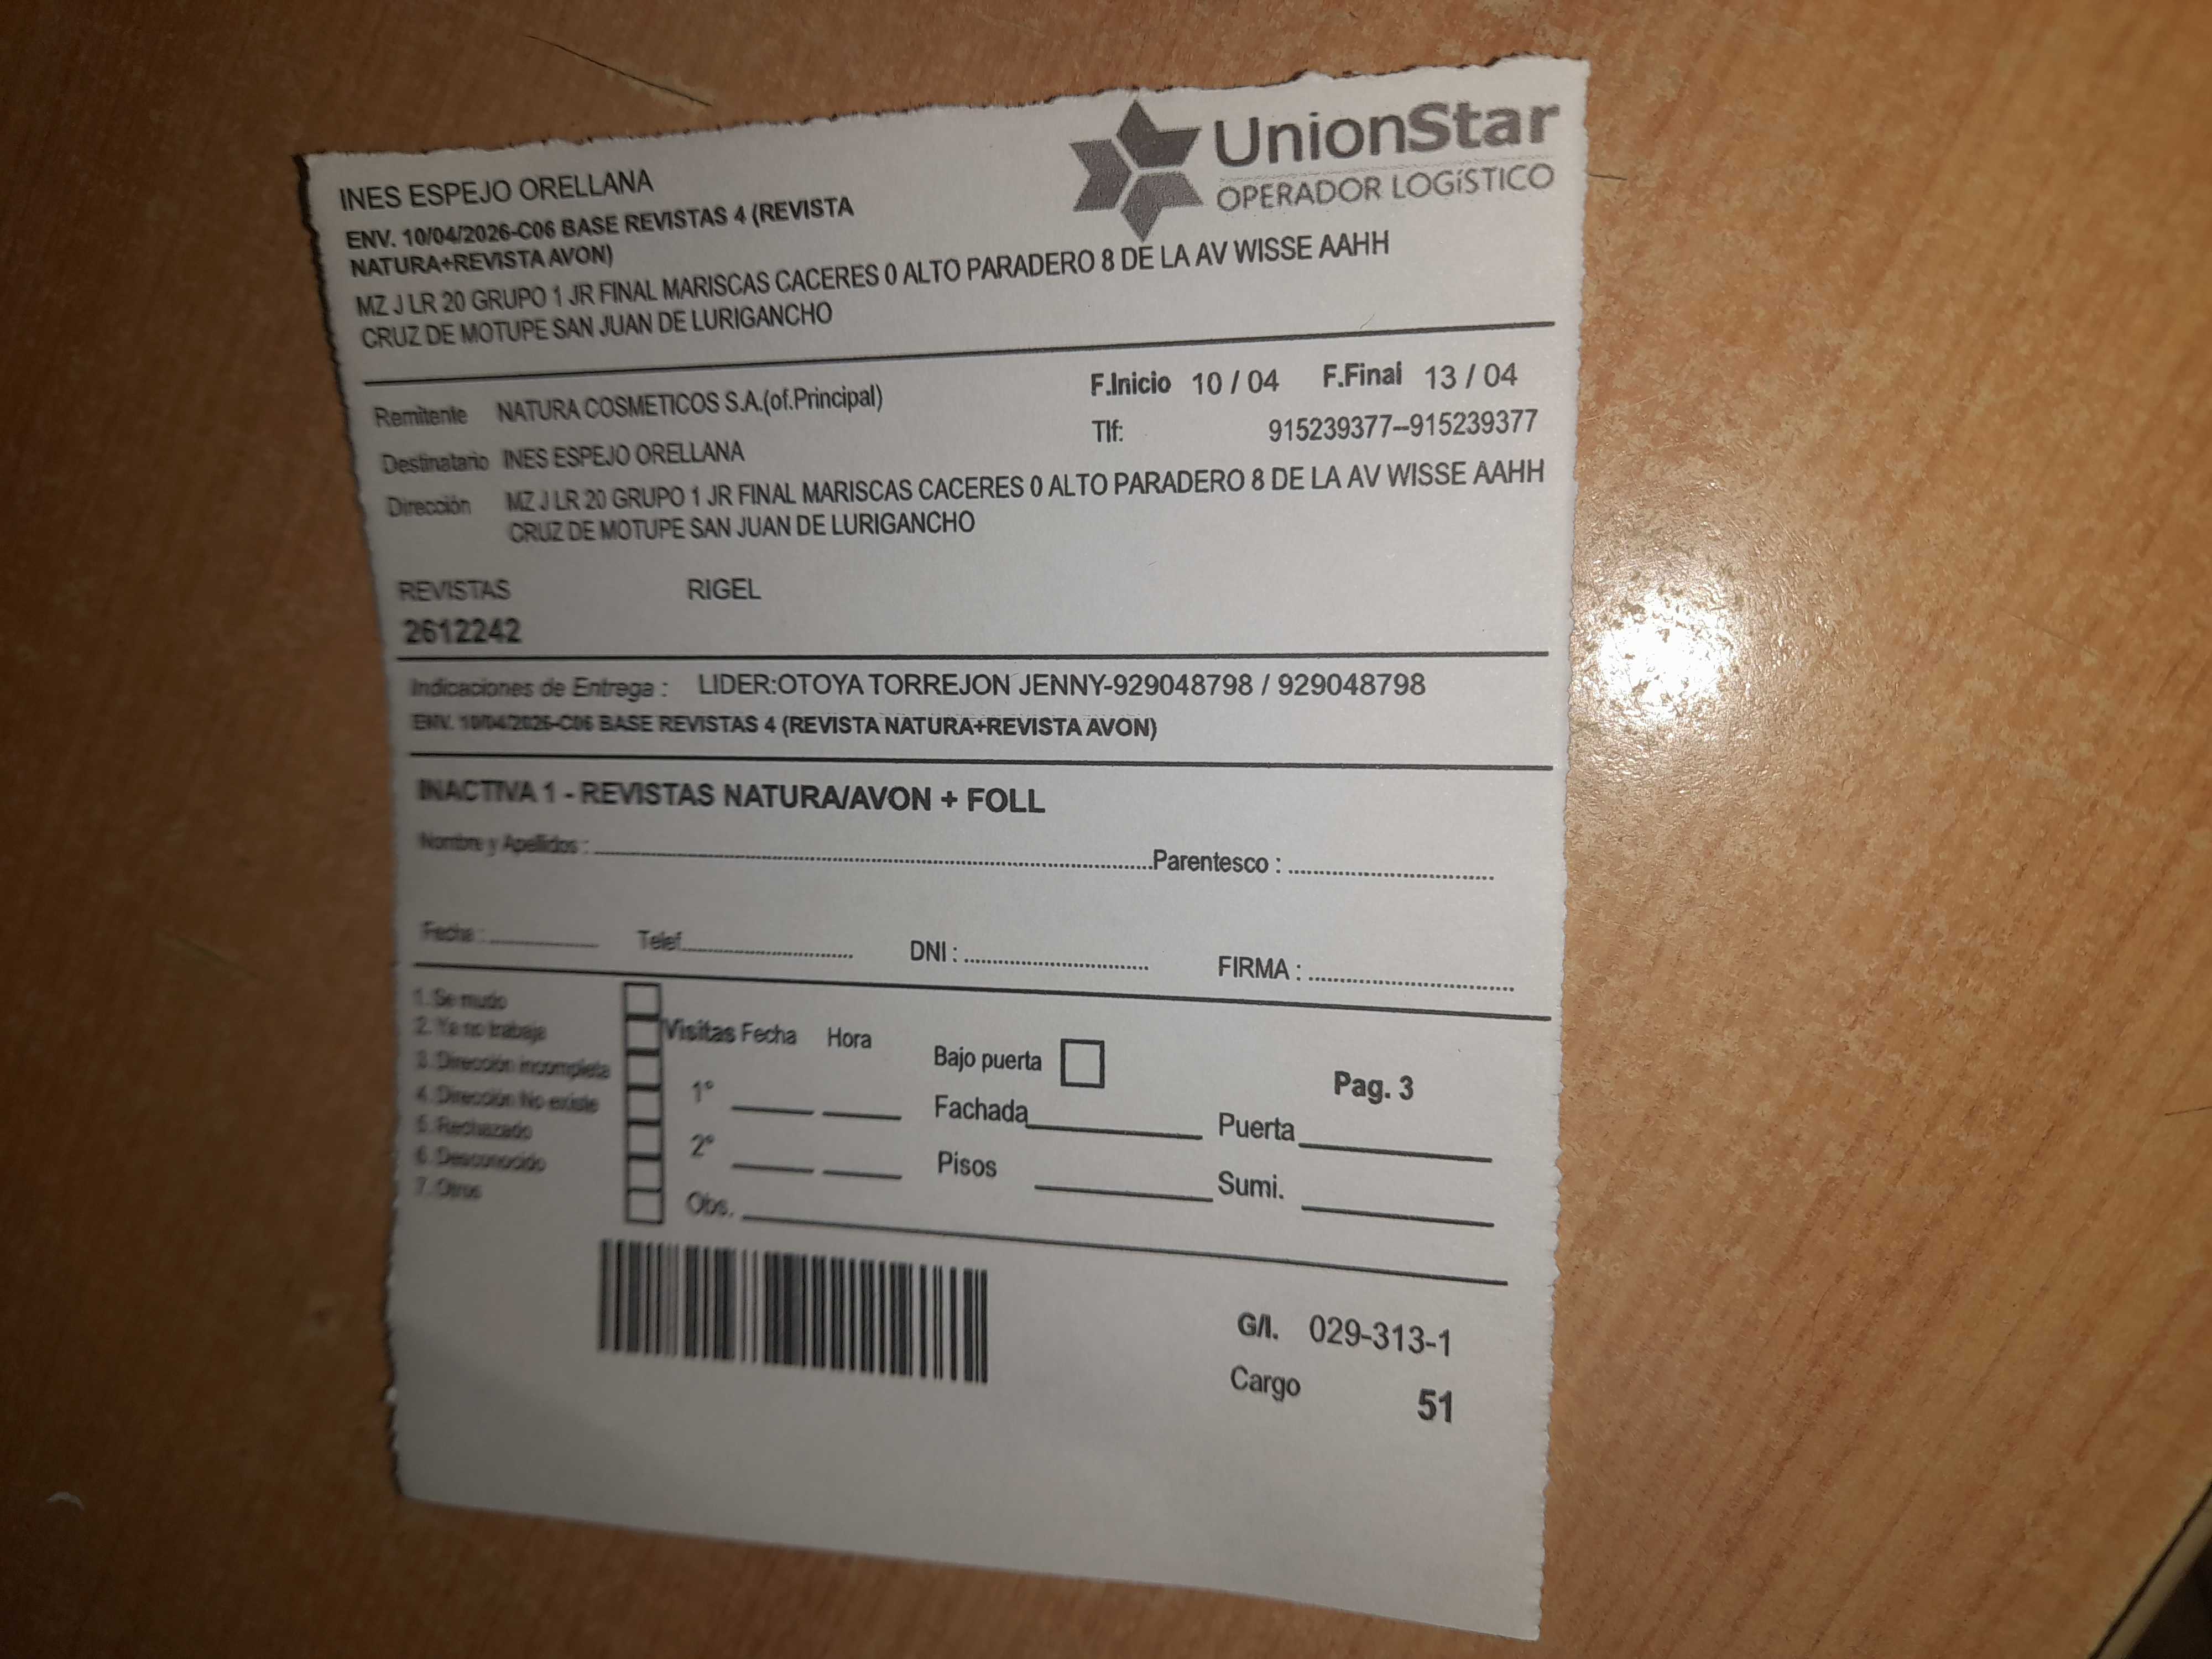 UnionStar
OPERADOR LOGíSTICO
INES ESPEJO ORELLANA
ENV. 10/04/2026-C06 BASE REVISTAS 4 (REVISTA
NATURA+REVISTA AVON)
MZ J LR 20 GRUPO 1 JR FINAL MARISCAS CACERES 0 ALTO PARADERO 8 DE LA AV WISSE AAHH
CRUZ DE MOTUPE SAN JUAN DE LURIGANCHO
Remitente NATURA COSMETICOS S.A.(of.Principal) F.Inicio 10 / 04 F.Final 13 / 04
Destinatario INES ESPEJO ORELLANA Tlf: 915239377--915239377
Dirección MZ J LR 20 GRUPO 1 JR FINAL MARISCAS CACERES 0 ALTO PARADERO 8 DE LA AV WISSE AAHH
CRUZ DE MOTUPE SAN JUAN DE LURIGANCHO
REVISTAS RIGEL
2612242
Indicaciones de Entrega : LIDER:OTOYA TORREJON JENNY-929048798 / 929048798
ENV. 10/04/2026-C06 BASE REVISTAS 4 (REVISTA NATURA+REVISTA AVON)
INACTIVA 1 - REVISTAS NATURA/AVON + FOLL
Nombre y Apellidos : Parentesco :
Fecha : Telef. DNI : FIRMA :
1. Se mudo
2. Ya no trabaja Visitas Fecha Hora Bajo puerta Pag. 3
3. Dirección incompleta
4. Dirección No existe 1° Fachada Puerta
5. Rechazado
6. Desconocido 2° Pisos Sumi.
7. Otros Obs.
G/I. 029-313-1
Cargo 51